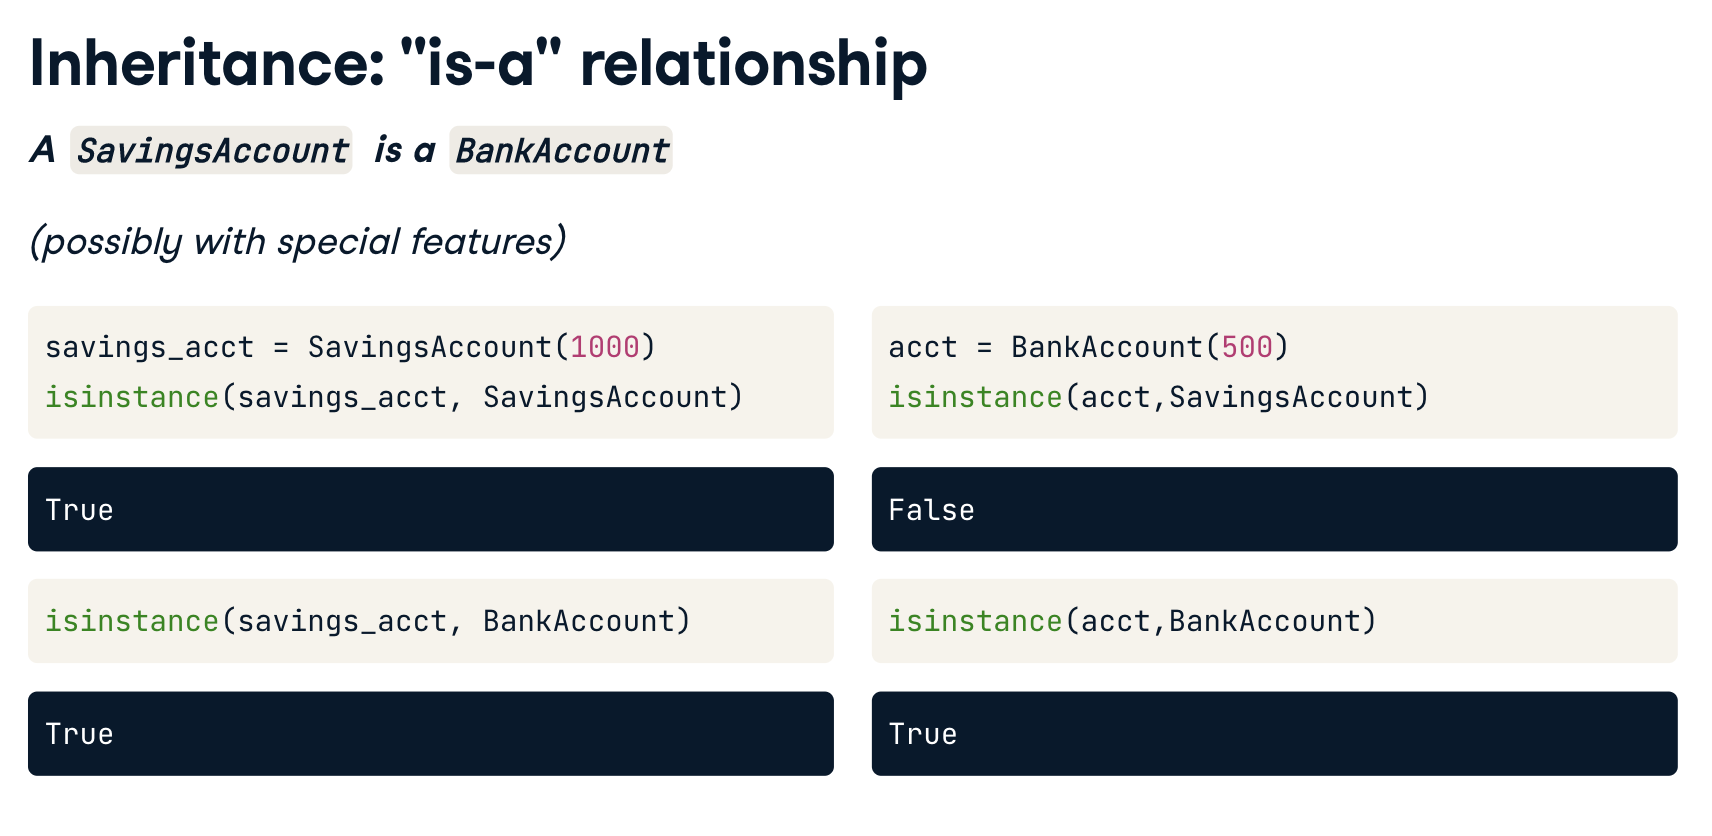 Inheritance: "is-a" relationship
A SavingsAccount is a BankAccount
(possibly with special features)
savings_acct = SavingsAccount(1000)
isinstance(savings_acct, SavingsAccount)
True
isinstance(savings_acct, BankAccount)
True
acct = BankAccount(500)
isinstance(acct,SavingsAccount)
False
isinstance(acct,BankAccount)
True